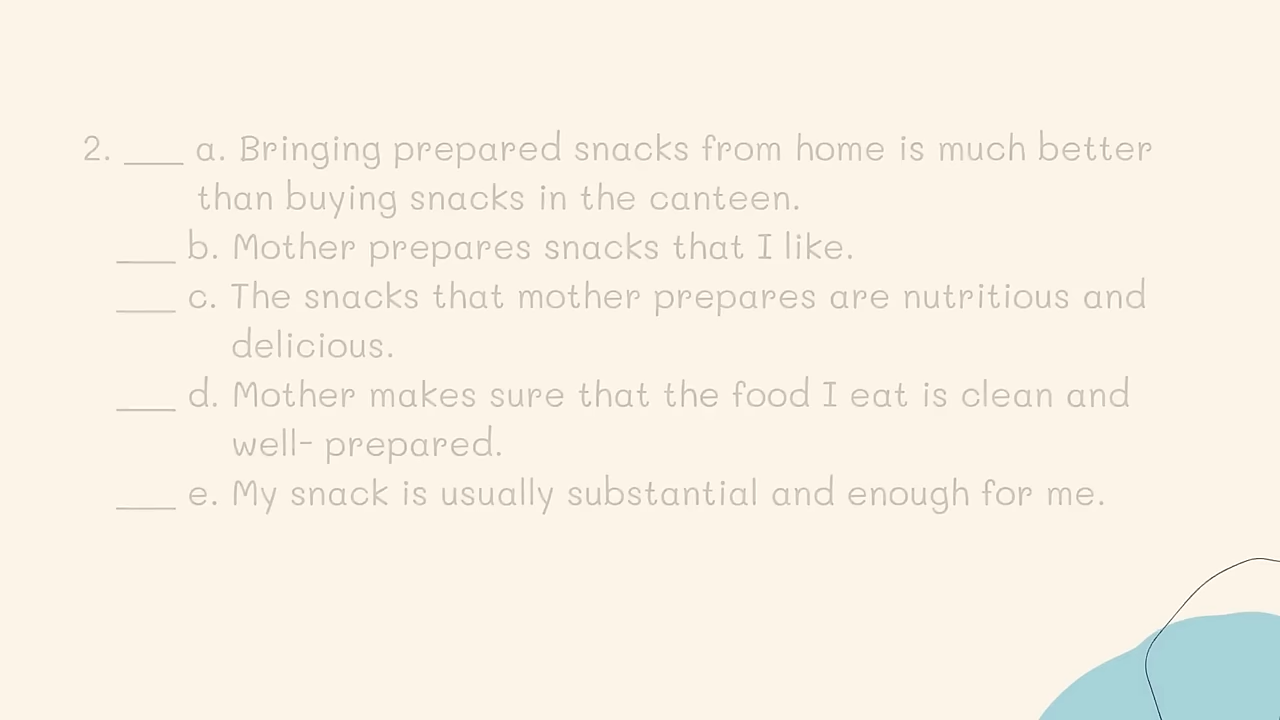 2. ___ a. Bringing prepared snacks from home is much better
than buying snacks in the canteen.
___ b. Mother prepares snacks that I like.
___ c. The snacks that mother prepares are nutritious and
delicious.
___ d. Mother makes sure that the food I eat is clean and
well- prepared.
___ e. My snack is usually substantial and enough for me.